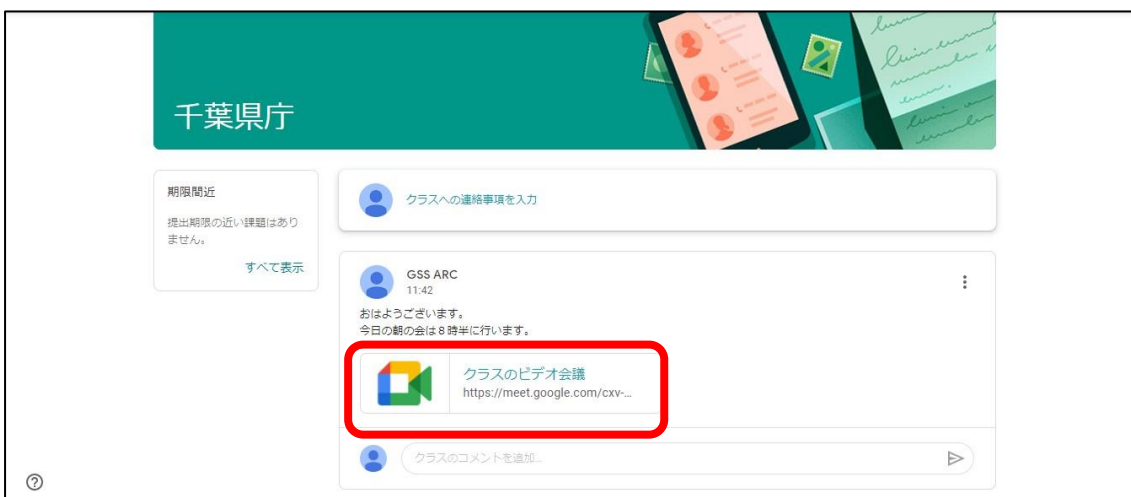 千葉県庁
期限間近
提出期限の近い課題はあり
ません。
すべて表示
クラスへの連絡事項を入力
GSS ARC
11:42
おはようございます。
今日の朝の会は8時半に行います。
クラスのビデオ会議
https://meet.google.com/cxv-...
クラスのコメントを追加...